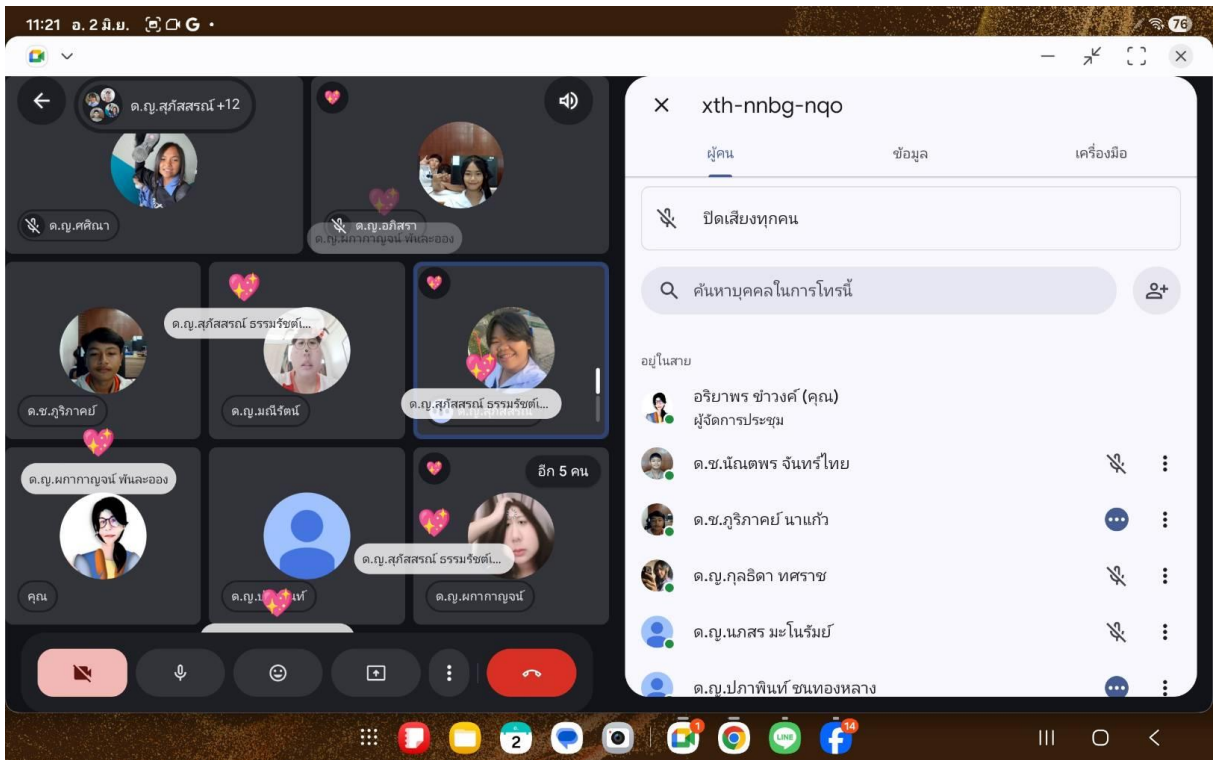 11:21 อ. 2 มิ.ย.
G
76
ด.ญ.สุภัสสรณ์ +12
ด.ญ.ศศิณา
ด.ญ.อภิสรา
ด.ญ.ผกากาญจน์ พันละออง
ด.ญ.สุภัสสรณ์ ธรรมรัชต์เ...
ด.ช.ภูริภาคย์
ด.ญ.มณีรัตน์
ด.ญ.สุภัสสรณ์ ธรรมรัชต์เ...
ด.ญ.ผกากาญจน์ พันละออง
อีก 5 คน
ด.ญ.สุภัสสรณ์ ธรรมรัชต์เ...
คุณ
ด.ญ.ผกากาญจน์
xth-nnbg-nqo
ผู้คน
ข้อมูล
เครื่องมือ
ปิดเสียงทุกคน
ค้นหาบุคคลในการโทรนี้
อยู่ในสาย
อริยาพร ขำวงค์ (คุณ)
ผู้จัดการประชุม
ด.ช.นัณตพร จันทร์ไทย
ด.ช.ภูริภาคย์ นาแก้ว
ด.ญ.กุลธิดา ทศราช
ด.ญ.นภสร มะโนรัมย์
ด.ญ.ปภาพินท์ ชนทองหลาง
2
1
LINE
14